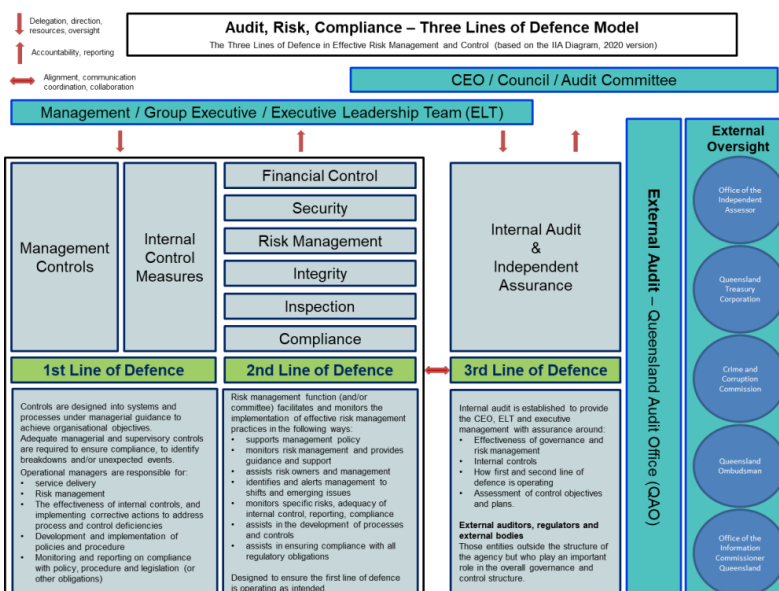 Delegation, direction,
resources, oversight
Accountability, reporting
Alignment, communication
coordination, collaboration
Audit, Risk, Compliance – Three Lines of Defence Model
The Three Lines of Defence in Effective Risk Management and Control (based on the IIA Diagram, 2020 version)
CEO / Council / Audit Committee
Management / Group Executive / Executive Leadership Team (ELT)
Management
Controls
Internal
Control
Measures
Financial Control
Security
Risk Management
Integrity
Inspection
Compliance
Internal Audit
&
Independent
Assurance
1st Line of Defence
2nd Line of Defence
3rd Line of Defence
Controls are designed into systems and
processes under managerial guidance to
achieve organisational objectives.
Adequate managerial and supervisory controls
are required to ensure compliance, to identify
breakdowns and/or unexpected events.
Operational managers are responsible for:
• service delivery
• Risk management
• The effectiveness of internal controls, and
implementing corrective actions to address
process and control deficiencies
• Development and implementation of
policies and procedure
• Monitoring and reporting on compliance
with policy, procedure and legislation (or
other obligations)
Risk management function (and/or
committee) facilitates and monitors the
implementation of effective risk management
practices in the following ways:
• supports management policy
• monitors risk management and provides
guidance and support
• assists risk owners and management
• identifies and alerts management to
shifts and emerging issues
• monitors specific risks, adequacy of
internal control, reporting, compliance
• assists in the development of processes
and controls
• assists in ensuring compliance with all
regulatory obligations
Designed to ensure the first line of defence
is operating as intended.
Internal audit is established to provide
the CEO, ELT and executive
management with assurance around:
• Effectiveness of governance and
risk management
• Internal controls
• How first and second line of
defence is operating
• Assessment of control objectives
and plans.
External auditors, regulators and
external bodies
Those entities outside the structure of
the agency but who play an important
role in the overall governance and
control structure.
External Audit – Queensland Audit Office (QAO)
External
Oversight
Office of the
Independent
Assessor
Queensland
Treasury
Corporation
Crime and
Corruption
Commission
Queensland
Ombudsman
Office of the
Information
Commissioner
Queensland